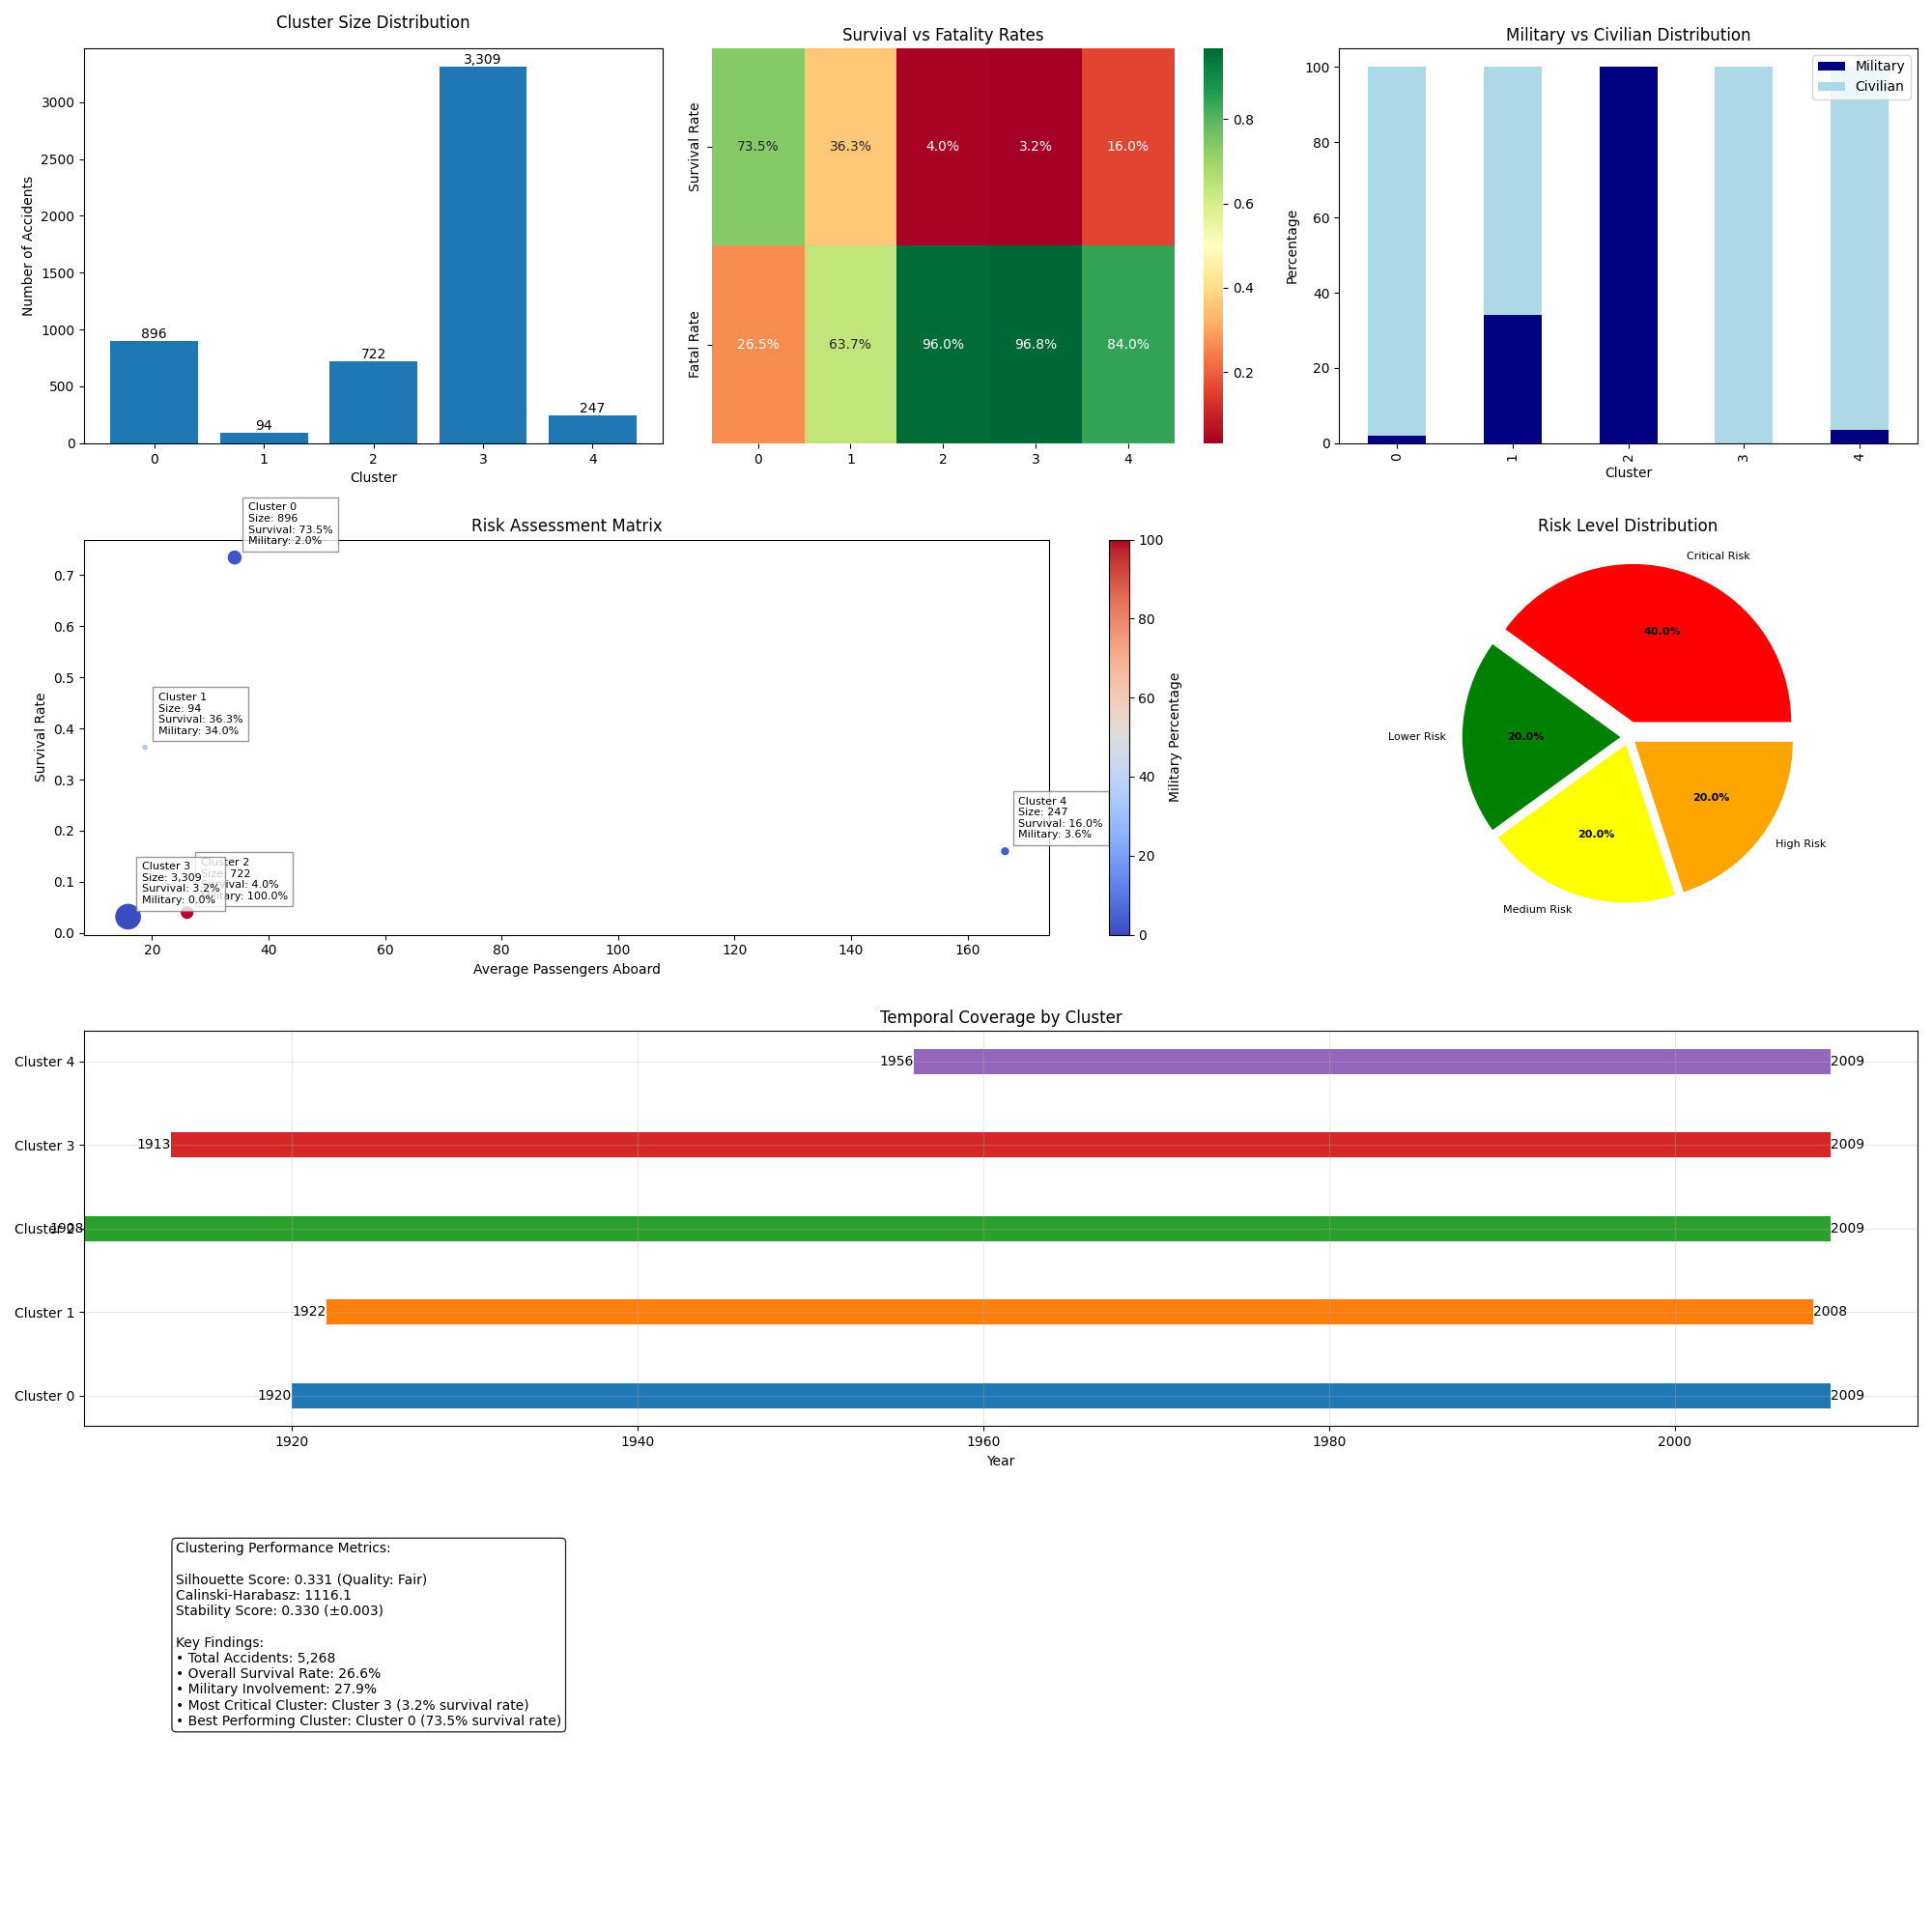 Cluster Size Distribution
Number of Accidents
3000
2500
2000
1500
1000
500
0
896
94
722
3,309
247
0 1 2 3 4
Cluster
Survival vs Fatality Rates
Survival Rate
Fatal Rate
73.5% 36.3% 4.0% 3.2% 16.0%
26.5% 63.7% 96.0% 96.8% 84.0%
0 1 2 3 4
0.8
0.6
0.4
0.2
Military vs Civilian Distribution
Military
Civilian
Percentage
100
80
60
40
20
0
0 1 2 3 4
Cluster
Risk Assessment Matrix
Survival Rate
0.7
0.6
0.5
0.4
0.3
0.2
0.1
0.0
Cluster 0
Size: 896
Survival: 73.5%
Military: 2.0%
Cluster 1
Size: 94
Survival: 36.3%
Military: 34.0%
Cluster 3
Size: 3,309
Survival: 3.2%
Military: 0.0%
Cluster 2
Size: 722
Survival: 4.0%
Military: 100.0%
Cluster 4
Size: 247
Survival: 16.0%
Military: 3.6%
20 40 60 80 100 120 140 160
Average Passengers Aboard
100
80
60
40
20
0
Military Percentage
Risk Level Distribution
Critical Risk
40.0%
Lower Risk
20.0%
Medium Risk
20.0%
High Risk
20.0%
Temporal Coverage by Cluster
Cluster 4
1956 2009
Cluster 3
1913 2009
Cluster 2
1908 2009
Cluster 1
1922 2008
Cluster 0
1920 2009
1920 1940 1960 1980 2000
Year
Clustering Performance Metrics:
Silhouette Score: 0.331 (Quality: Fair)
Calinski-Harabasz: 1116.1
Stability Score: 0.330 (±0.003)
Key Findings:
• Total Accidents: 5,268
• Overall Survival Rate: 26.6%
• Military Involvement: 27.9%
• Most Critical Cluster: Cluster 3 (3.2% survival rate)
• Best Performing Cluster: Cluster 0 (73.5% survival rate)